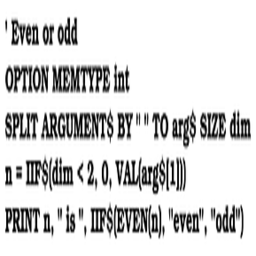 ' Even or odd
OPTION MEMTYPE int
SPLIT ARGUMENT$ BY " " TO arg$ SIZE dim
n = IIF$(dim < 2, 0, VAL(arg$[1]))
PRINT n, " is ", IIF$(EVEN(n), "even", "odd")